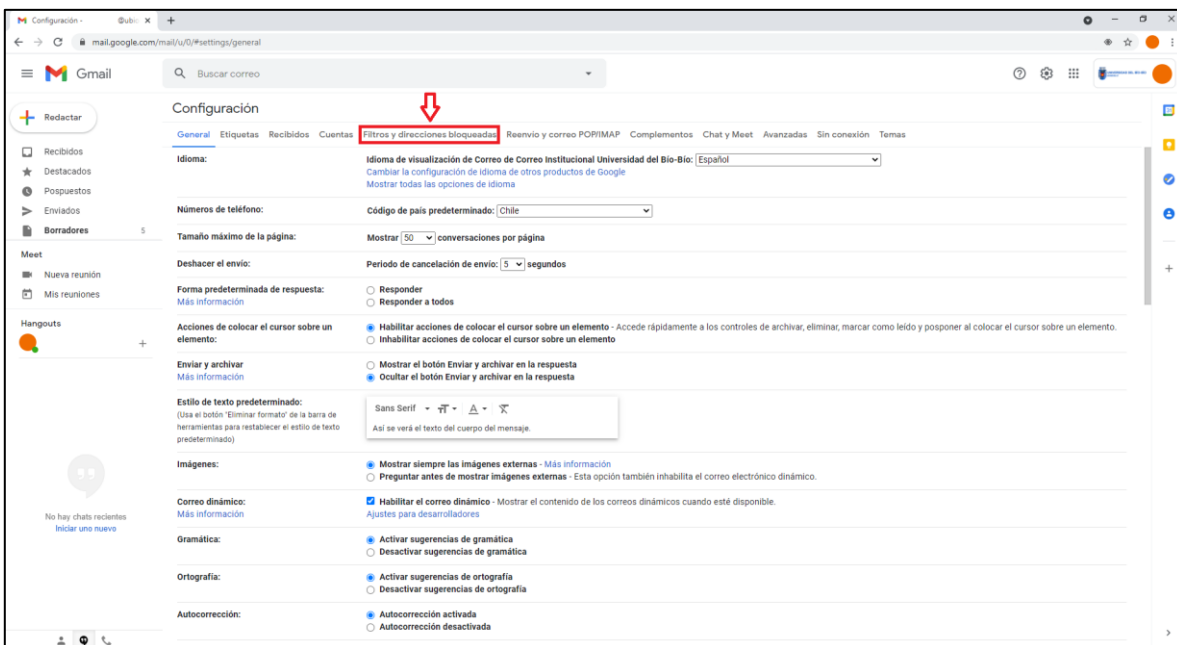 Configuración - @ubic
mail.google.com/mail/u/0/#settings/general
Gmail
Buscar correo
Redactar
Recibidos
Destacados
Pospuestos
Enviados
Borradores 5
Meet
Nueva reunión
Mis reuniones
Hangouts
No hay chats recientes
Iniciar uno nuevo
Configuración
General Etiquetas Recibidos Cuentas Filtros y direcciones bloqueadas Reenvío y correo POP/IMAP Complementos Chat y Meet Avanzadas Sin conexión Temas
Idioma:
Idioma de visualización de Correo de Correo Institucional Universidad del Bío-Bío: Español
Cambiar la configuración de idioma de otros productos de Google
Mostrar todas las opciones de idioma
Números de teléfono:
Código de país predeterminado: Chile
Tamaño máximo de la página:
Mostrar 50 conversaciones por página
Deshacer el envío:
Periodo de cancelación de envío: 5 segundos
Forma predeterminada de respuesta:
Más información
Responder
Responder a todos
Acciones de colocar el cursor sobre un
elemento:
Habilitar acciones de colocar el cursor sobre un elemento - Accede rápidamente a los controles de archivar, eliminar, marcar como leído y posponer al colocar el cursor sobre un elemento.
Inhabilitar acciones de colocar el cursor sobre un elemento
Enviar y archivar
Más información
Mostrar el botón Enviar y archivar en la respuesta
Ocultar el botón Enviar y archivar en la respuesta
Estilo de texto predeterminado:
(Usa el botón "Eliminar formato" de la barra de
herramientas para restablecer el estilo de texto
predeterminado)
Sans Serif
Así se verá el texto del cuerpo del mensaje.
Imágenes:
Mostrar siempre las imágenes externas - Más información
Preguntar antes de mostrar imágenes externas - Esta opción también inhabilita el correo electrónico dinámico.
Correo dinámico:
Más información
Habilitar el correo dinámico - Mostrar el contenido de los correos dinámicos cuando esté disponible.
Ajustes para desarrolladores
Gramática:
Activar sugerencias de gramática
Desactivar sugerencias de gramática
Ortografía:
Activar sugerencias de ortografía
Desactivar sugerencias de ortografía
Autocorrección:
Autocorrección activada
Autocorrección desactivada